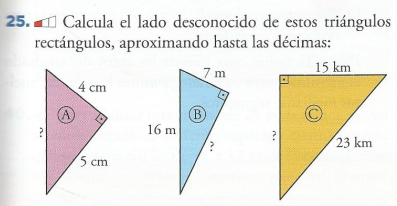 25. Calcula el lado desconocido de estos triángulos
rectángulos, aproximando hasta las décimas:
4 cm
A
?
5 cm
7 m
B
16 m
?
15 km
C
?
23 km